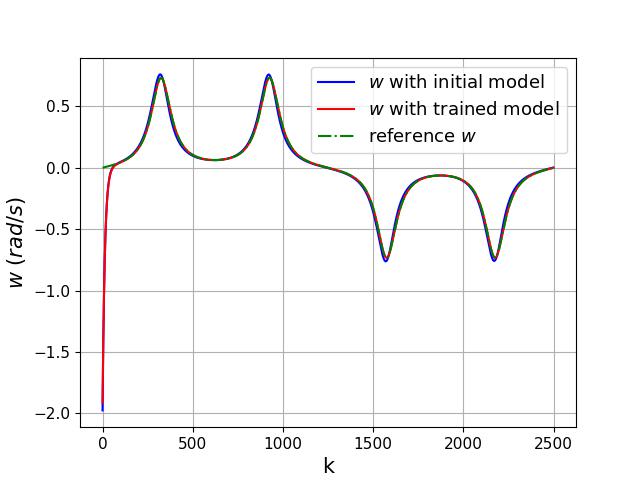 w with initial model
w with trained model
reference w
0.5
0.0
−0.5
−1.0
−1.5
−2.0
w (rad/s)
0 500 1000 1500 2000 2500
k